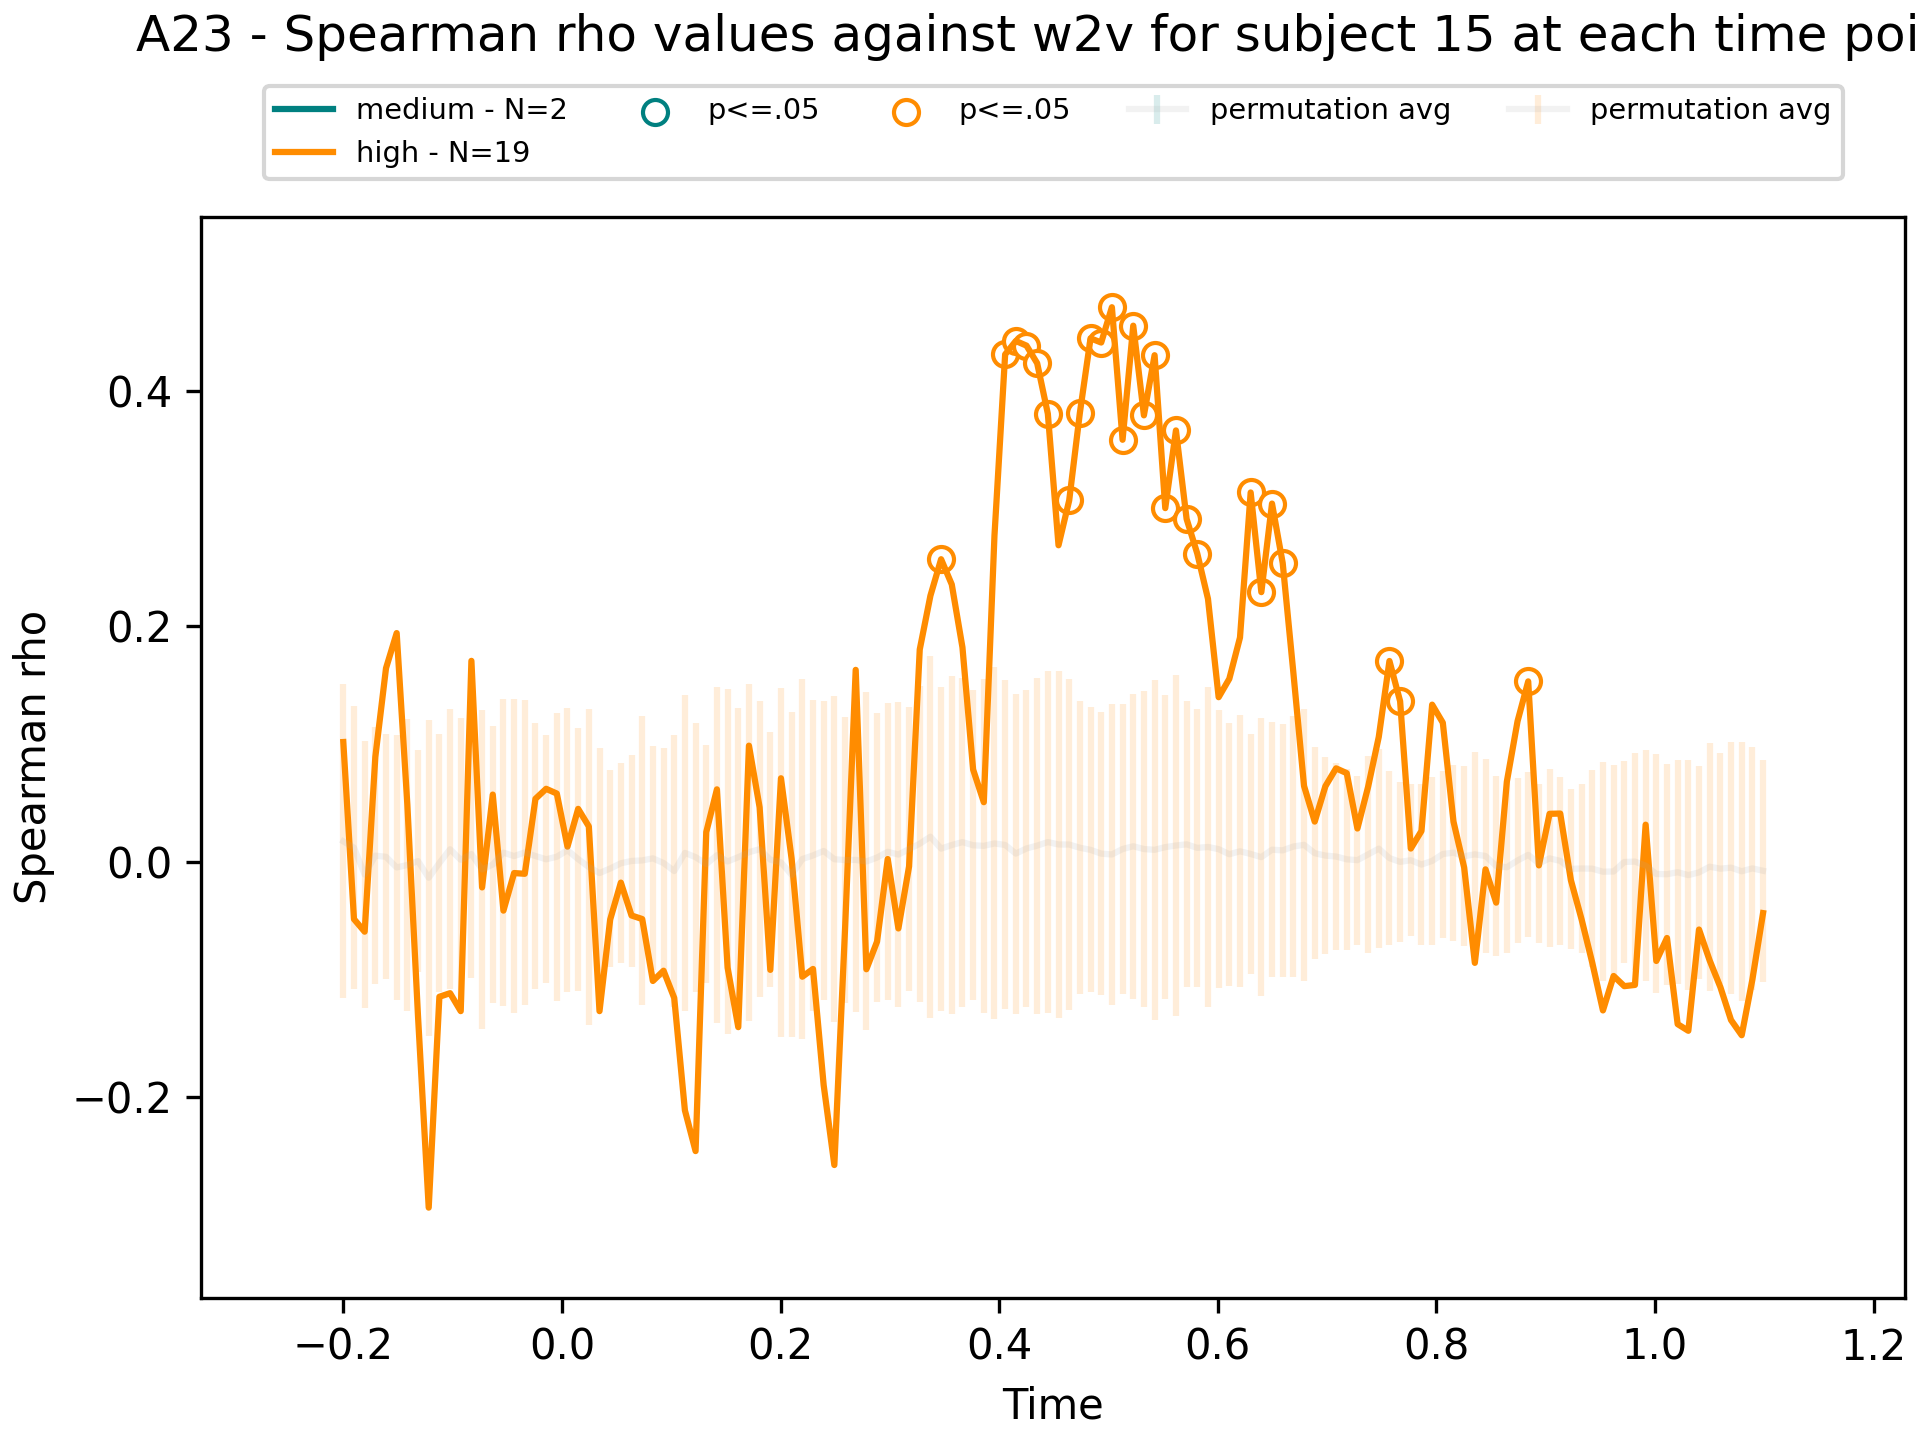 A23 - Spearman rho values against w2v for subject 15 at each time poi
medium - N=2
high - N=19
p<=.05
p<=.05
permutation avg
permutation avg
Spearman rho
0.4
0.2
0.0
−0.2
−0.2
0.0
0.2
0.4
0.6
0.8
1.0
1.2
Time